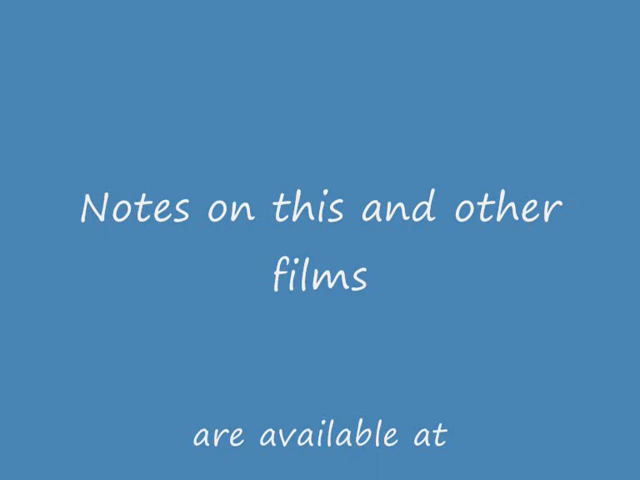 Notes on this and other
films
are available at